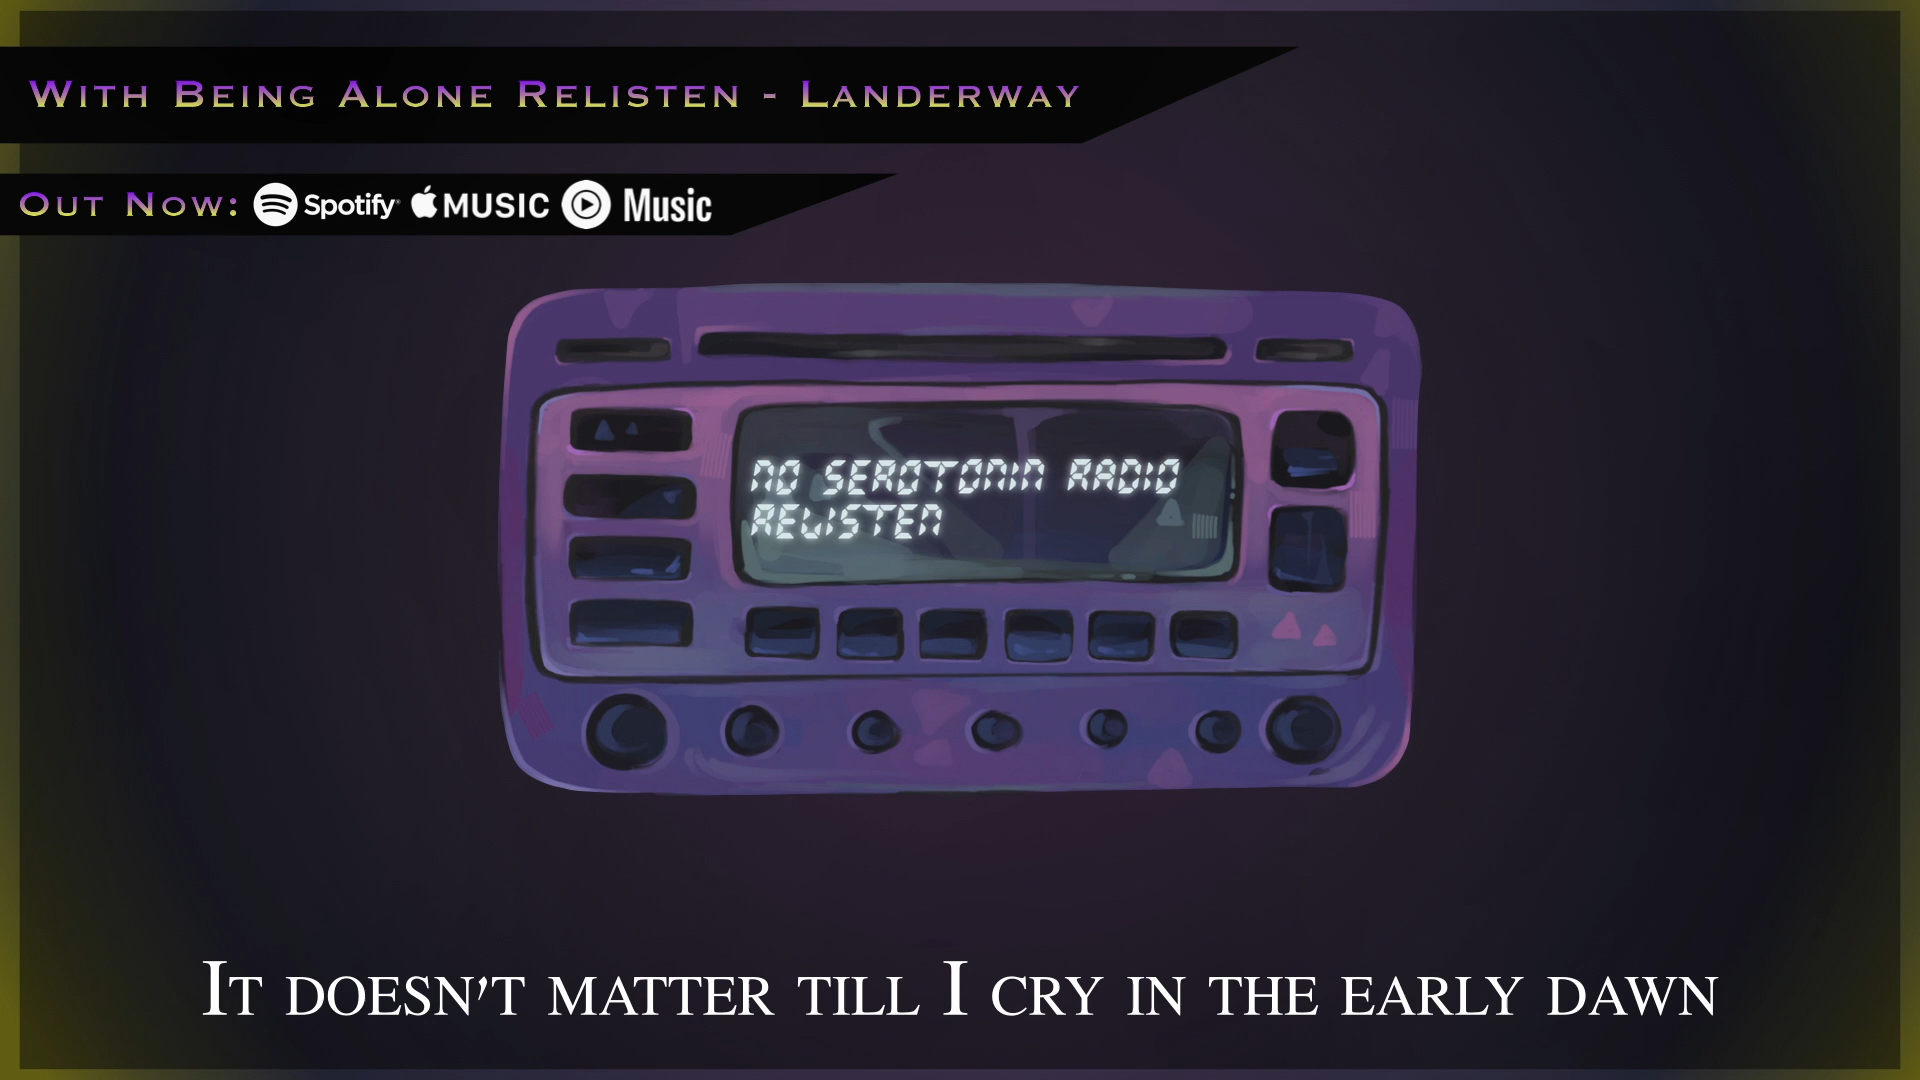 With Being Alone Relisten - Landerway
Out Now: Spotify MUSIC Music
NO SEROTONIN RADIO
RELISTEN
It doesn't matter till I cry in the early dawn